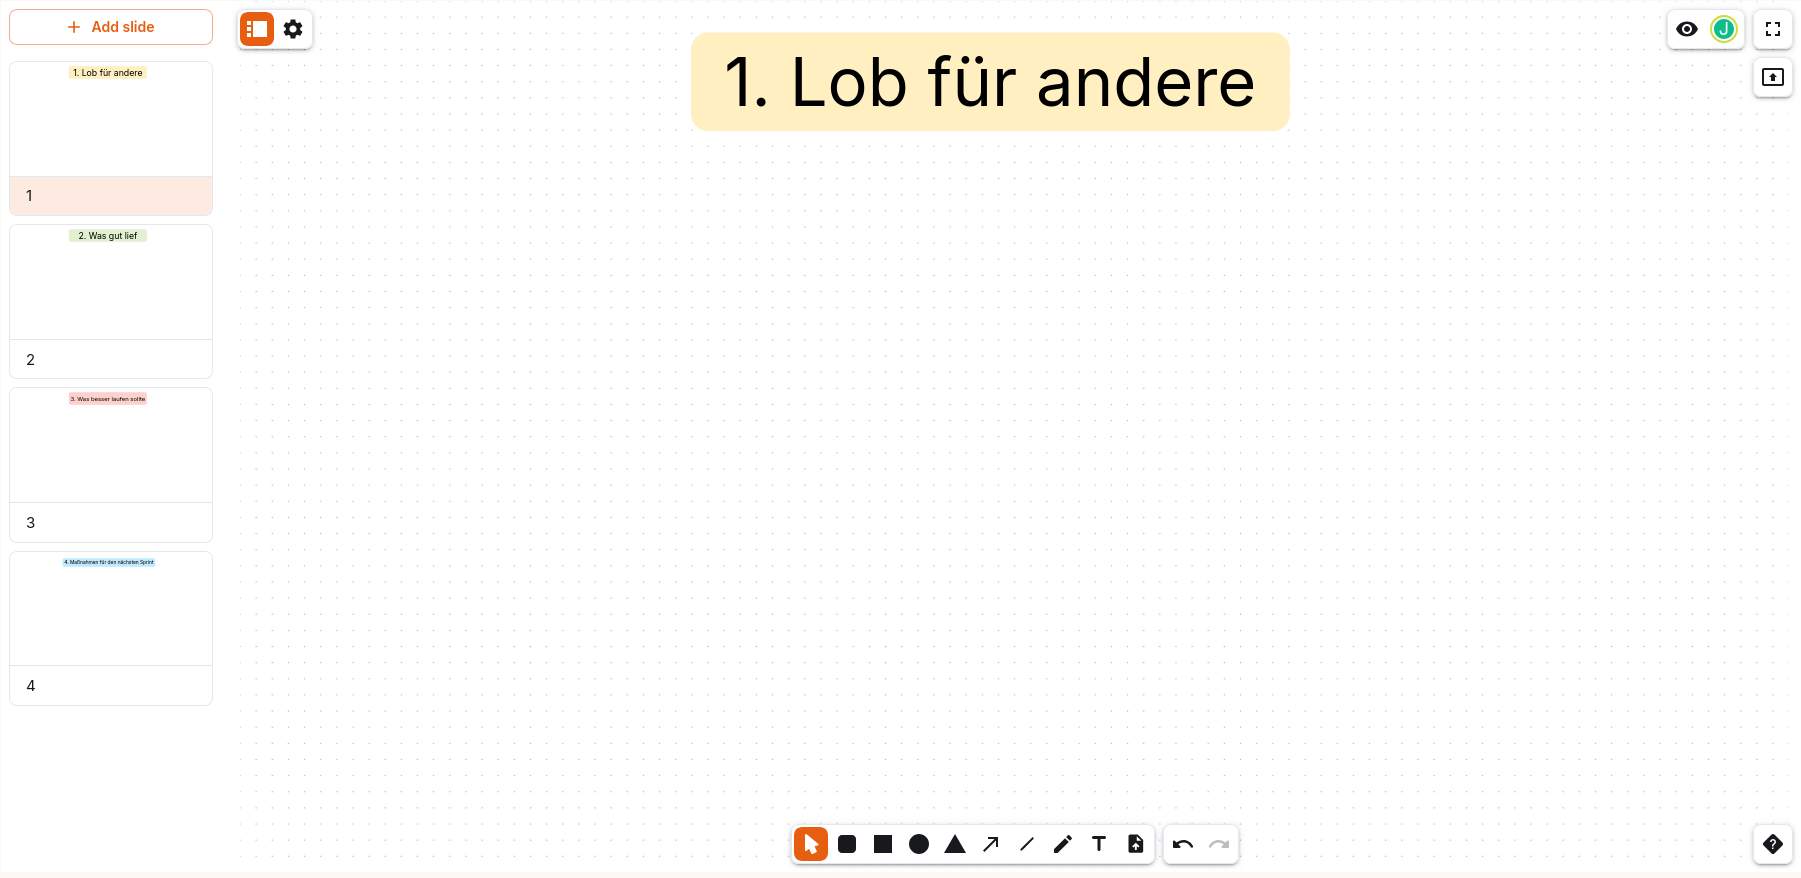 Add slide
1. Lob für andere
1
2. Was gut lief
2
3. Was besser laufen sollte
3
4. Maßnahmen für den nächsten Sprint
4
1. Lob für andere
J